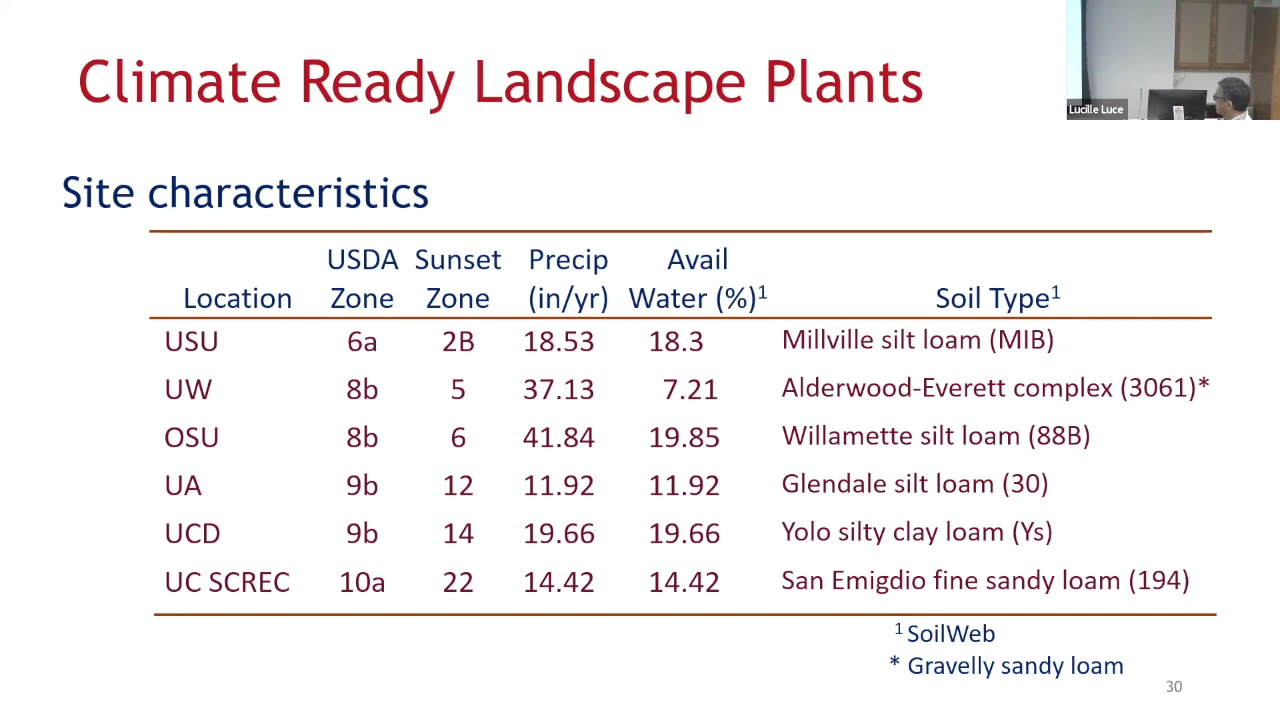 Climate Ready Landscape Plants
Lucille Luce
Site characteristics
USDA Sunset Precip Avail
Location Zone Zone (in/yr) Water (%)¹ Soil Type¹
USU 6a 2B 18.53 18.3 Millville silt loam (MIB)
UW 8b 5 37.13 7.21 Alderwood-Everett complex (3061)*
OSU 8b 6 41.84 19.85 Willamette silt loam (88B)
UA 9b 12 11.92 11.92 Glendale silt loam (30)
UCD 9b 14 19.66 19.66 Yolo silty clay loam (Ys)
UC SCREC 10a 22 14.42 14.42 San Emigdio fine sandy loam (194)
¹ SoilWeb
* Gravelly sandy loam
30